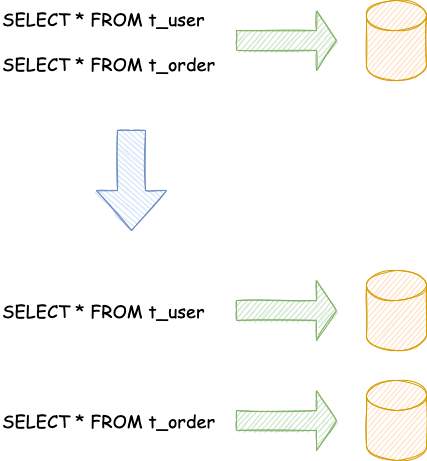 SELECT * FROM t_user
SELECT * FROM t_order
SELECT * FROM t_user
SELECT * FROM t_order